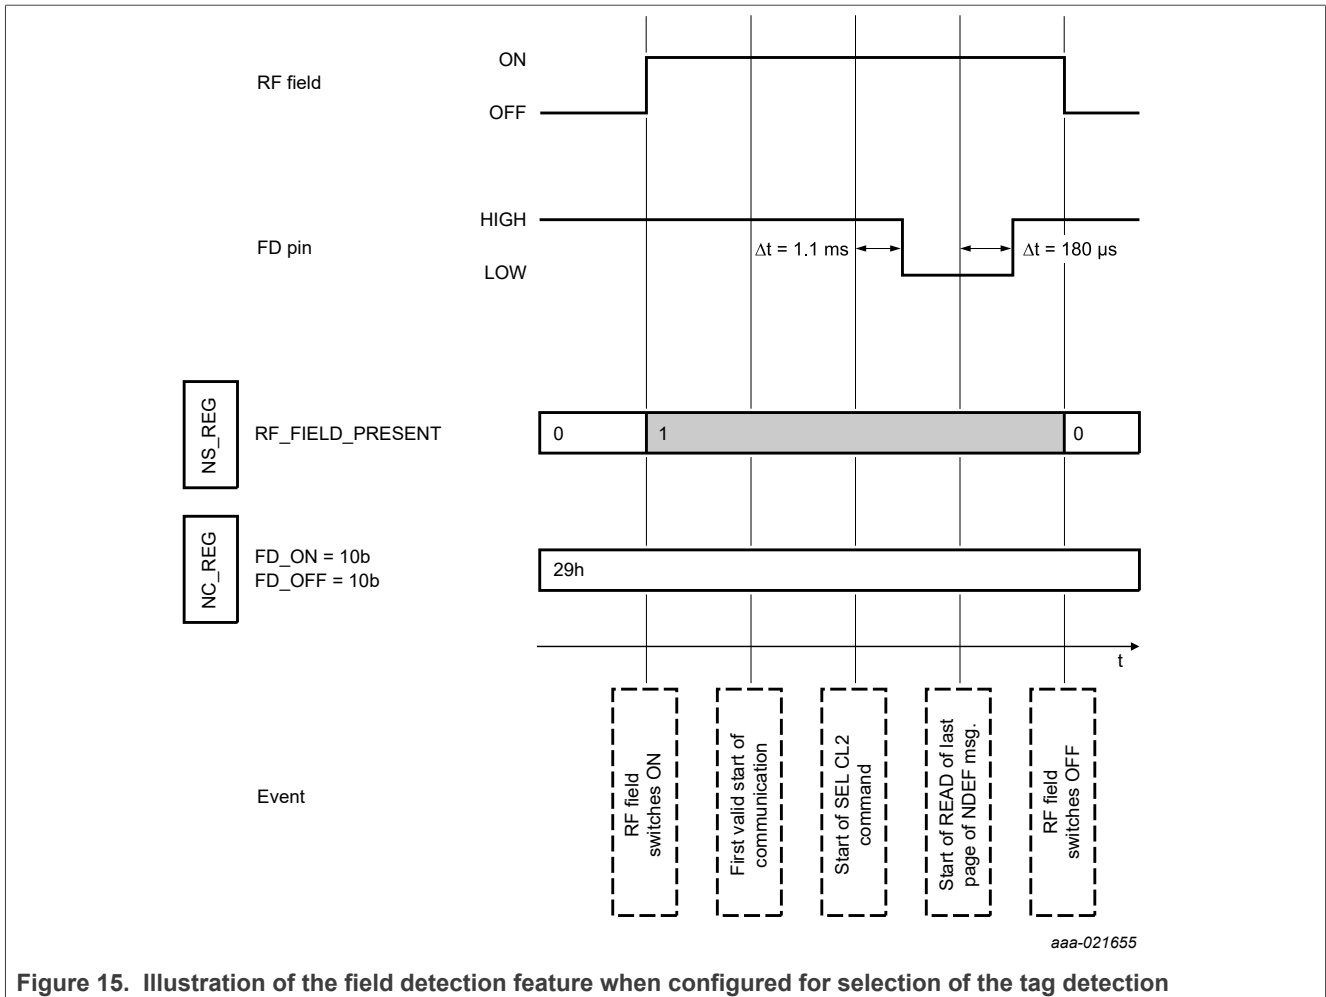 ON
RF field
OFF
HIGH
FD pin
Δt = 1.1 ms
Δt = 180 µs
LOW
NS_REG
RF_FIELD_PRESENT
0
1
0
NC_REG
FD_ON = 10b
FD_OFF = 10b
29h
t
Event
RF field
switches ON
First valid start of
communication
Start of SEL CL2
command
Start of READ of last
page of NDEF msg.
RF field
switches OFF
aaa-021655
Figure 15. Illustration of the field detection feature when configured for selection of the tag detection